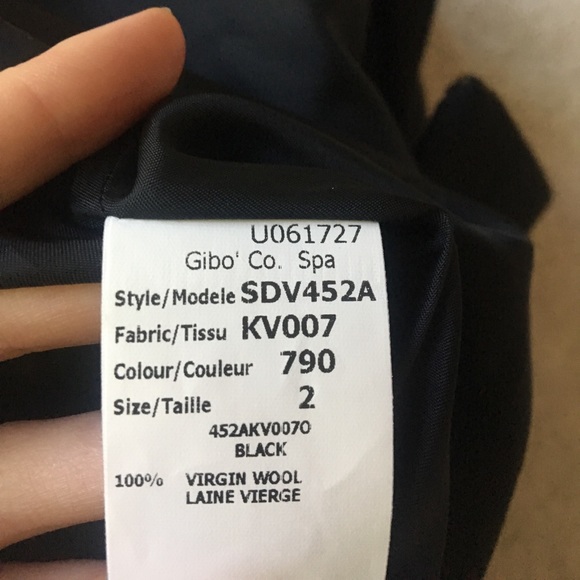 U061727
Gibo' Co. Spa
Style/Modele SDV452A
Fabric/Tissu KV007
Colour/Couleur 790
Size/Taille 2
452AKV0070
BLACK
100% VIRGIN WOOL
LAINE VIERGE